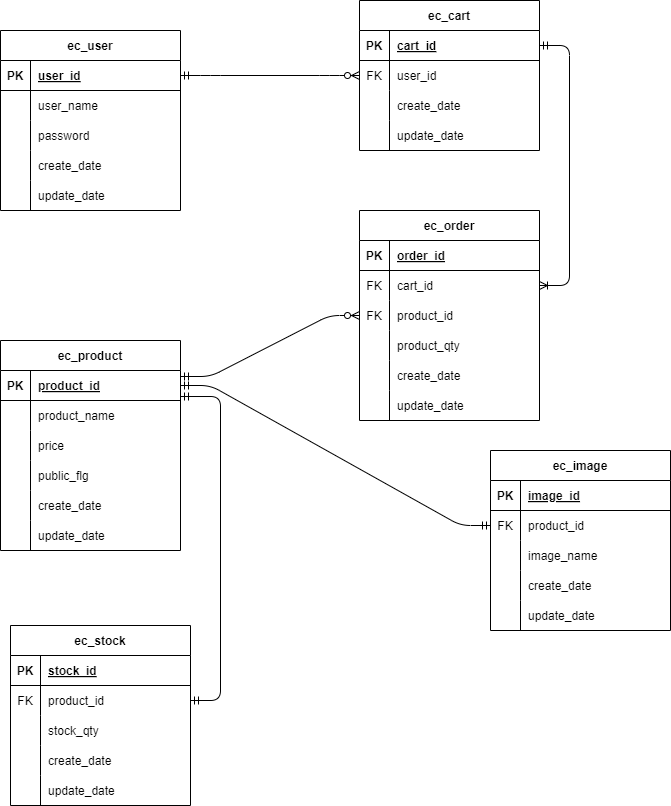 ec_user
PK user_id
user_name
password
create_date
update_date
ec_cart
PK cart_id
FK user_id
create_date
update_date
ec_order
PK order_id
FK cart_id
FK product_id
product_qty
create_date
update_date
ec_product
PK product_id
product_name
price
public_flg
create_date
update_date
ec_image
PK image_id
FK product_id
image_name
create_date
update_date
ec_stock
PK stock_id
FK product_id
stock_qty
create_date
update_date